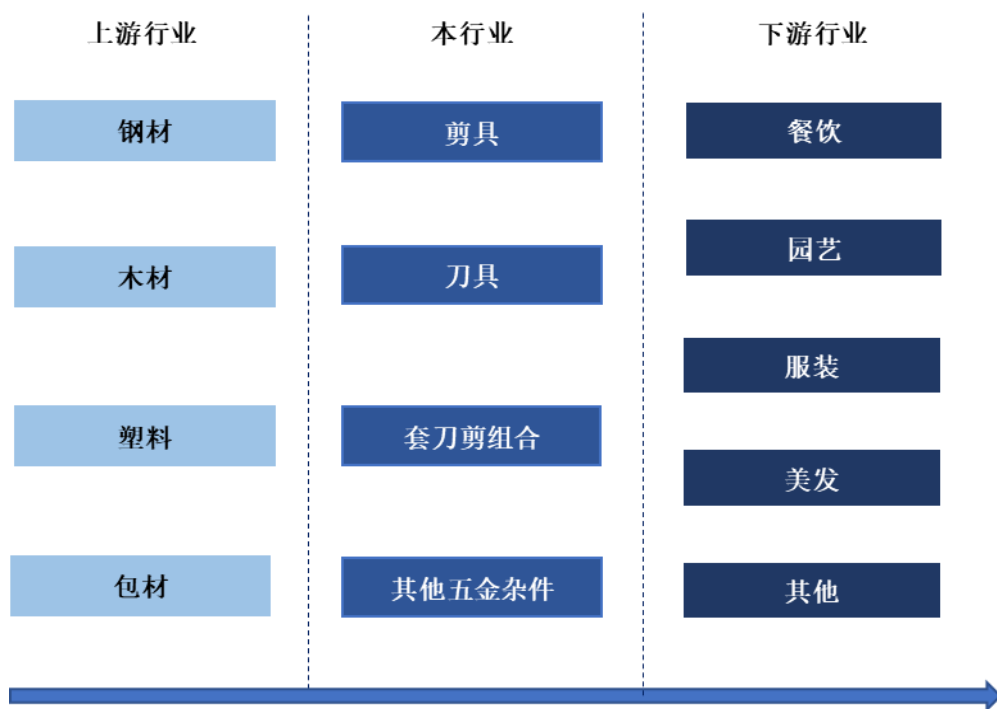 上游行业
本行业
下游行业
钢材
剪具
餐饮
木材
刀具
园艺
服装
塑料
套刀剪组合
美发
包材
其他五金杂件
其他